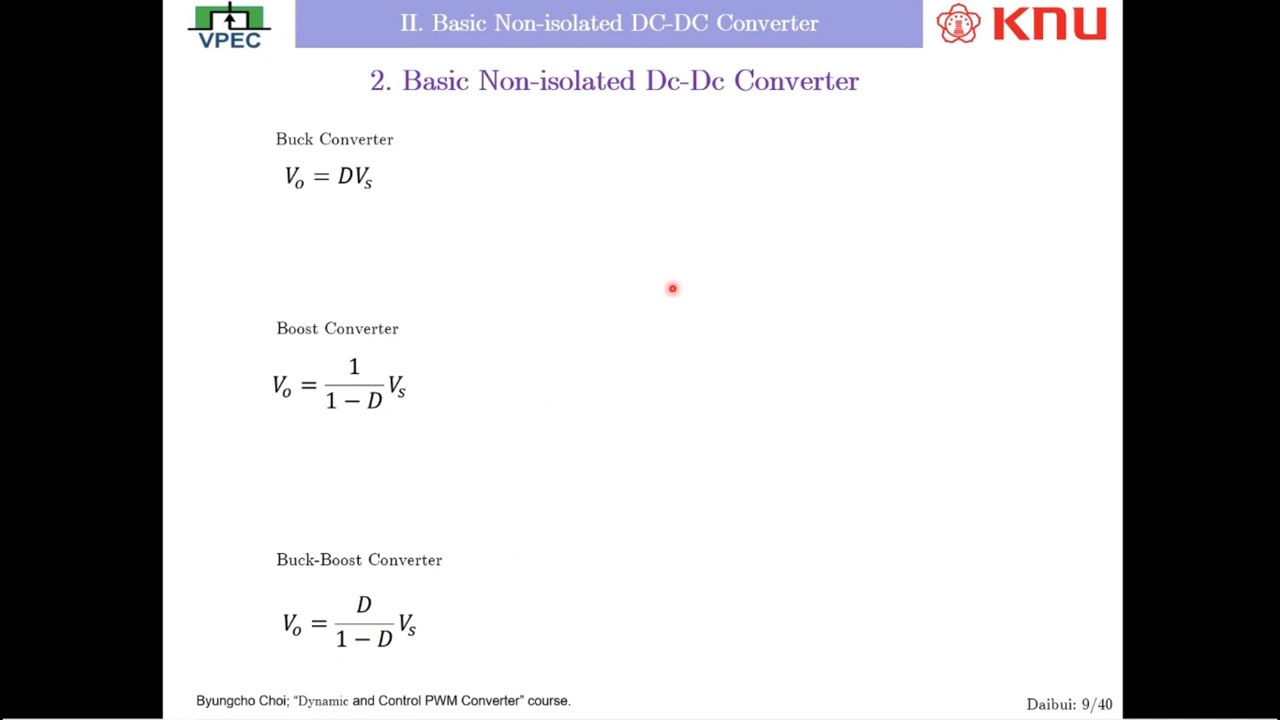 VPEC
II. Basic Non-isolated DC-DC Converter
KNU
2. Basic Non-isolated Dc-Dc Converter
Buck Converter
V_o = DV_s
Boost Converter
V_o = \frac{1}{1 - D} V_s
Buck-Boost Converter
V_o = \frac{D}{1 - D} V_s
Byungcho Choi; “Dynamic and Control PWM Converter” course.
Daibui: 9/40